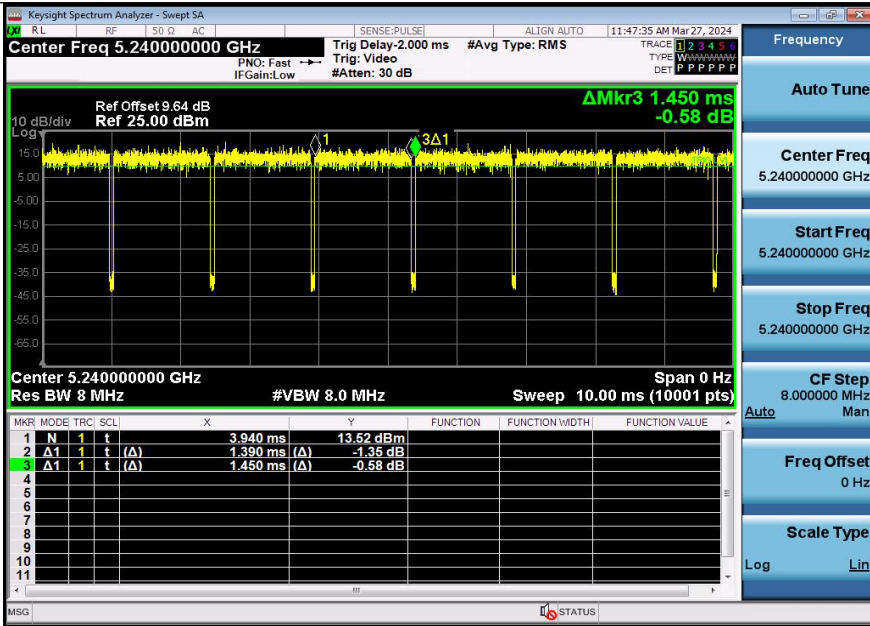 Keysight Spectrum Analyzer - Swept SA
LXI RL RF 50 Ω AC SENSE:PULSE ALIGN AUTO 11:47:35 AM Mar 27, 2024
Center Freq 5.240000000 GHz
PNO: Fast
IFGain:Low
Trig Delay-2.000 ms
Trig: Video
#Atten: 30 dB
#Avg Type: RMS
TRACE 1 2 3 4 5 6
TYPE WWWWWW
DET P P P P P P
ΔMkr3 1.450 ms
-0.58 dB
Ref Offset 9.64 dB
10 dB/div Ref 25.00 dBm
Log
1
3Δ1
15.0
5.00
-5.00
-15.0
-25.0
-35.0
-45.0
-55.0
-65.0
Center 5.240000000 GHz Span 0 Hz
Res BW 8 MHz #VBW 8.0 MHz Sweep 10.00 ms (10001 pts)
MKR MODE TRC SCL X Y FUNCTION FUNCTION WIDTH FUNCTION VALUE
1 N 1 t 3.940 ms 13.52 dBm
2 Δ1 1 t (Δ) 1.390 ms (Δ) -1.35 dB
3 Δ1 1 t (Δ) 1.450 ms (Δ) -0.58 dB
4
5
6
7
8
9
10
11
MSG STATUS
Frequency
Auto Tune
Center Freq
5.240000000 GHz
Start Freq
5.240000000 GHz
Stop Freq
5.240000000 GHz
CF Step
8.000000 MHz
Auto Man
Freq Offset
0 Hz
Scale Type
Log Lin